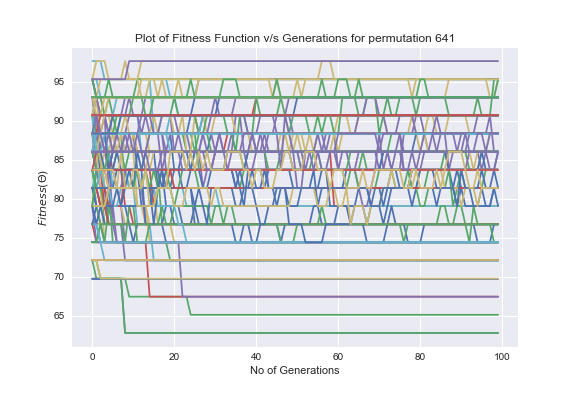 Plot of Fitness Function v/s Generations for permutation 641
95
90
85
80
75
70
65
Fitness(Θ)
0 20 40 60 80 100
No of Generations